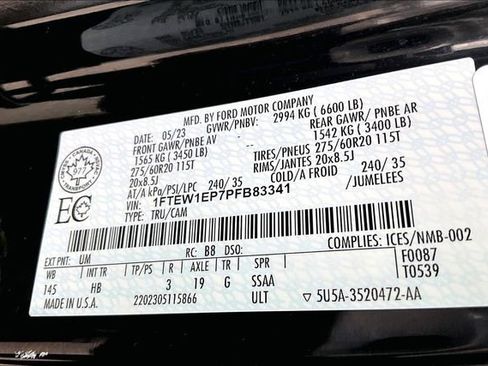 MFD. BY FORD MOTOR COMPANY
DATE: 05/23 GVWR/PNBV: 2994 KG ( 6600 LB)
FRONT GAWR/PNBE AV REAR GAWR/ PNBE AR
1565 KG ( 3450 LB) 1542 KG ( 3400 LB)
275/60R20 115T TIRES/PNEUS 275/60R20 115T
20x8.5J RIMS/JANTES 20x8.5J
AT/A kPa/PSI/LPC 240/ 35 COLD/A FROID 240/ 35
VIN: 1FTEW1EP7PFB83341 /JUMELEES
TYPE: TRU/CAM
CANADA
977
EC
COMPLIES: ICES/NMB-002
EXT PNT: UM RC: B8 DSO: F0087
WB INT TR TP/PS R AXLE TR SPR T0539
145 HB 3 19 G SSAA
MADE IN U.S.A. 2202305115866 ULT ▽ 5U5A-3520472-AA